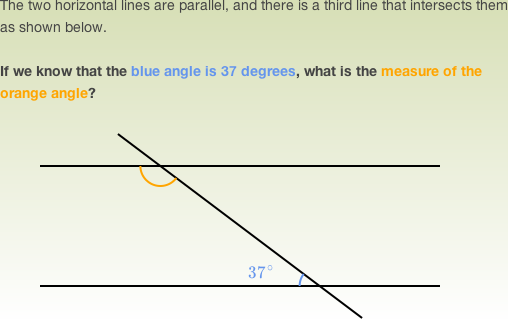 The two horizontal lines are parallel, and there is a third line that intersects them
as shown below.
If we know that the blue angle is 37 degrees, what is the measure of the
orange angle?
37°